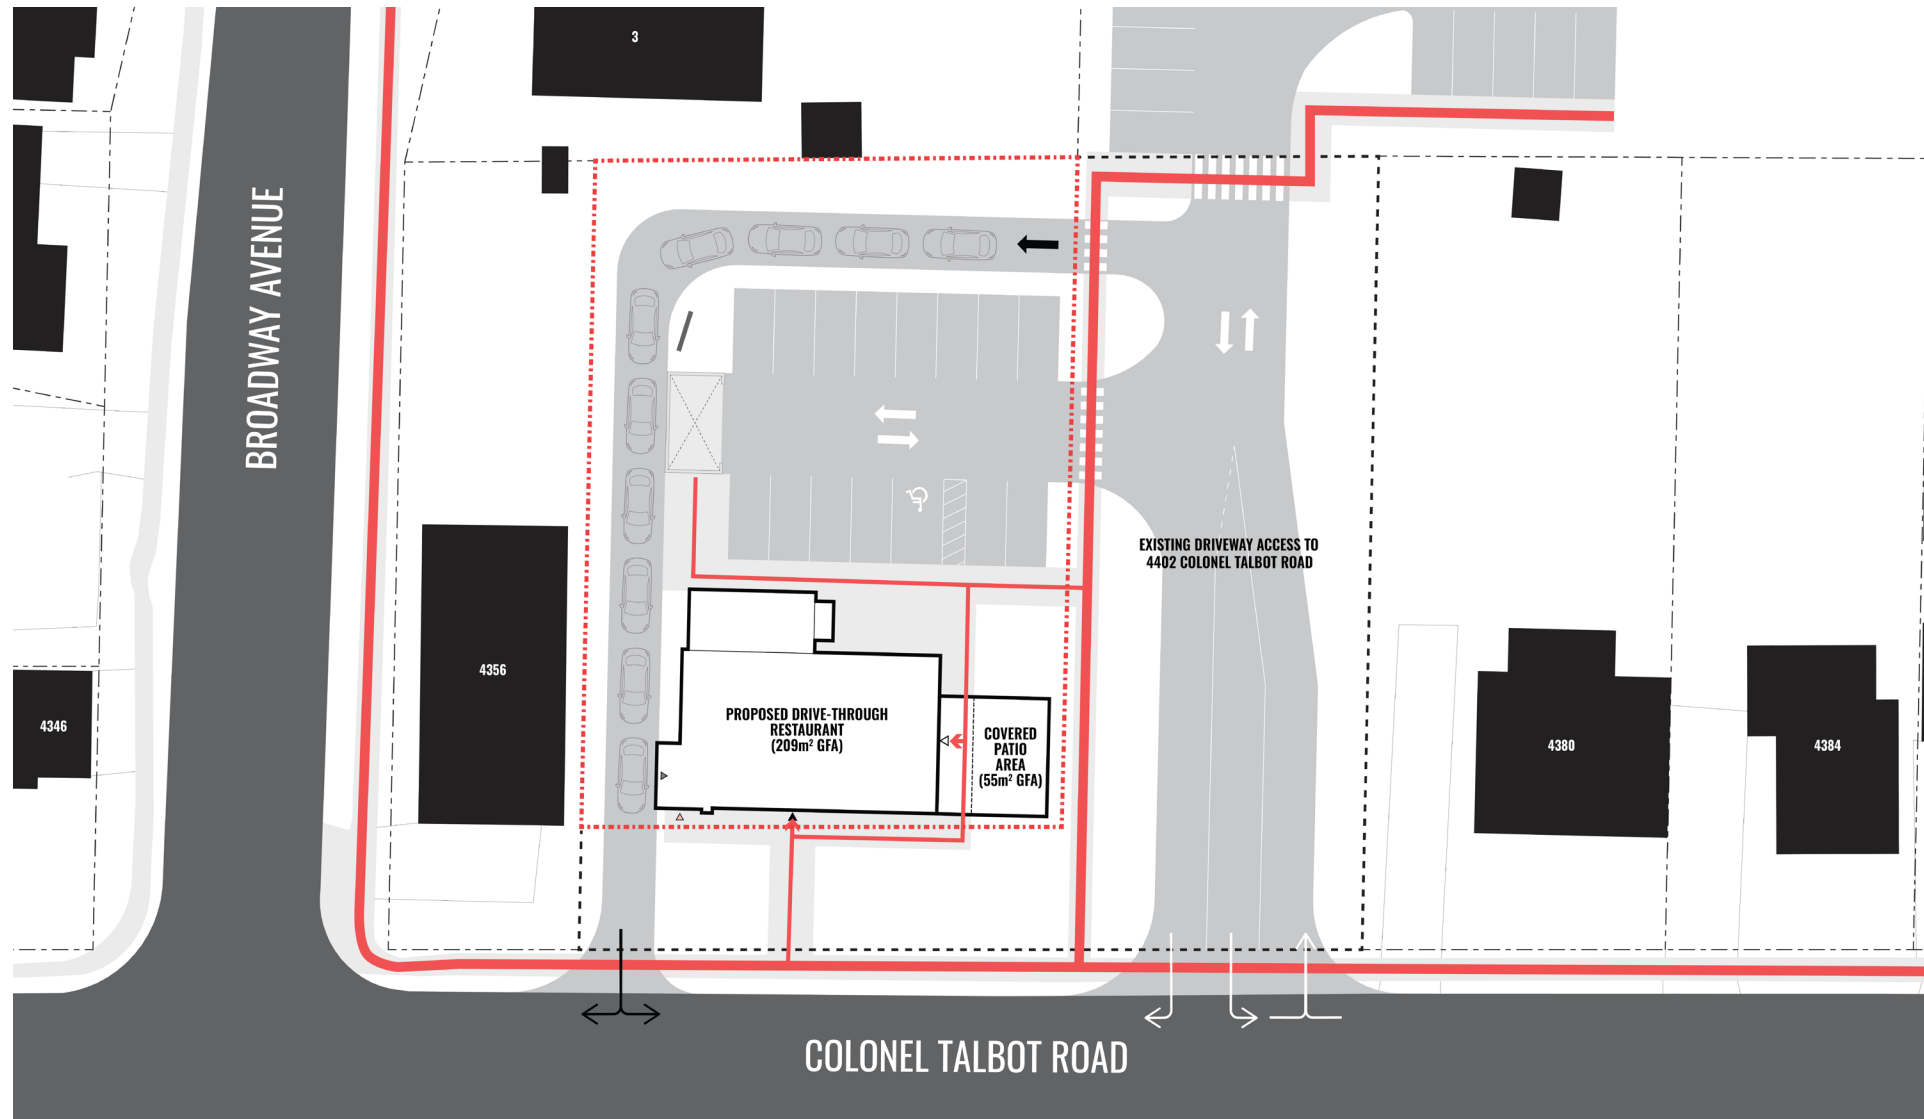 3
BROADWAY AVENUE
EXISTING DRIVEWAY ACCESS TO
4402 COLONEL TALBOT ROAD
4356
4346
PROPOSED DRIVE-THROUGH
RESTAURANT
(209m² GFA)
COVERED
PATIO
AREA
(55m² GFA)
4380
4384
COLONEL TALBOT ROAD